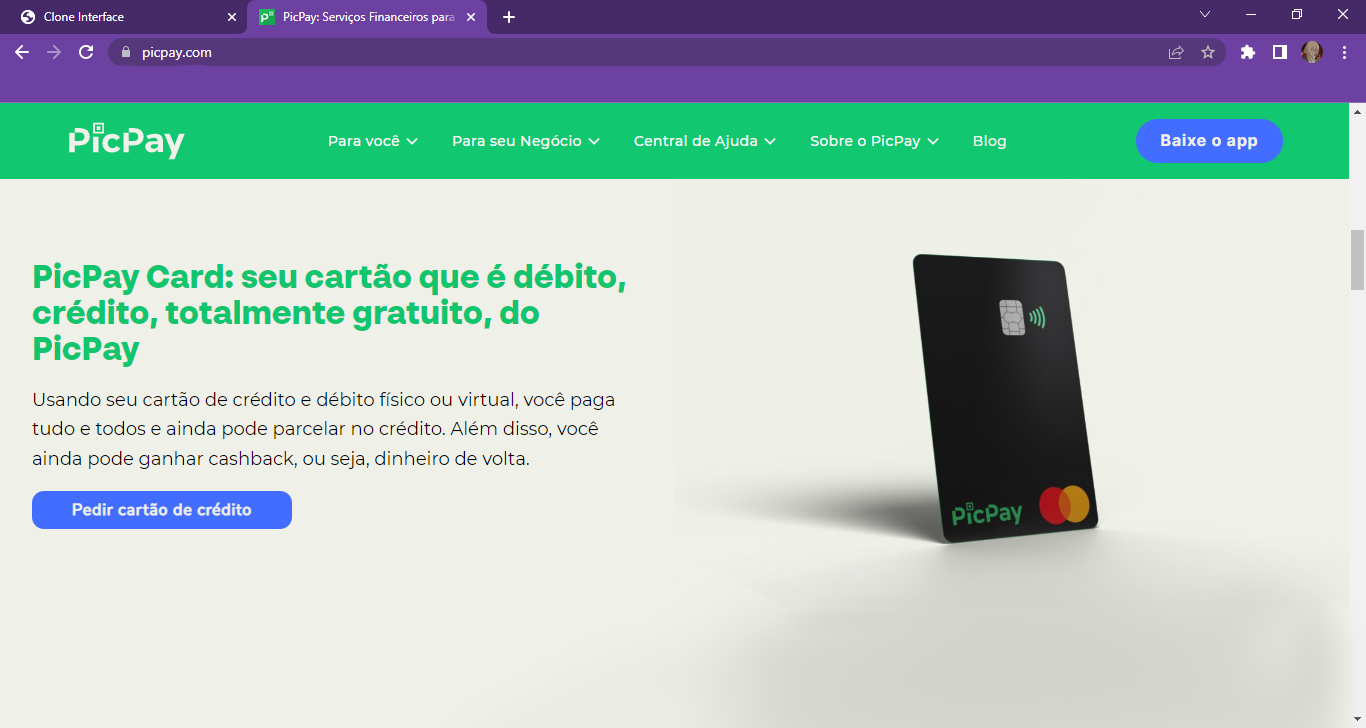 Clone Interface
PicPay: Serviços Financeiros para
picpay.com
PicPay
Para você
Para seu Negócio
Central de Ajuda
Sobre o PicPay
Blog
Baixe o app
PicPay Card: seu cartão que é débito,
crédito, totalmente gratuito, do
PicPay
Usando seu cartão de crédito e débito físico ou virtual, você paga
tudo e todos e ainda pode parcelar no crédito. Além disso, você
ainda pode ganhar cashback, ou seja, dinheiro de volta.
Pedir cartão de crédito
PicPay